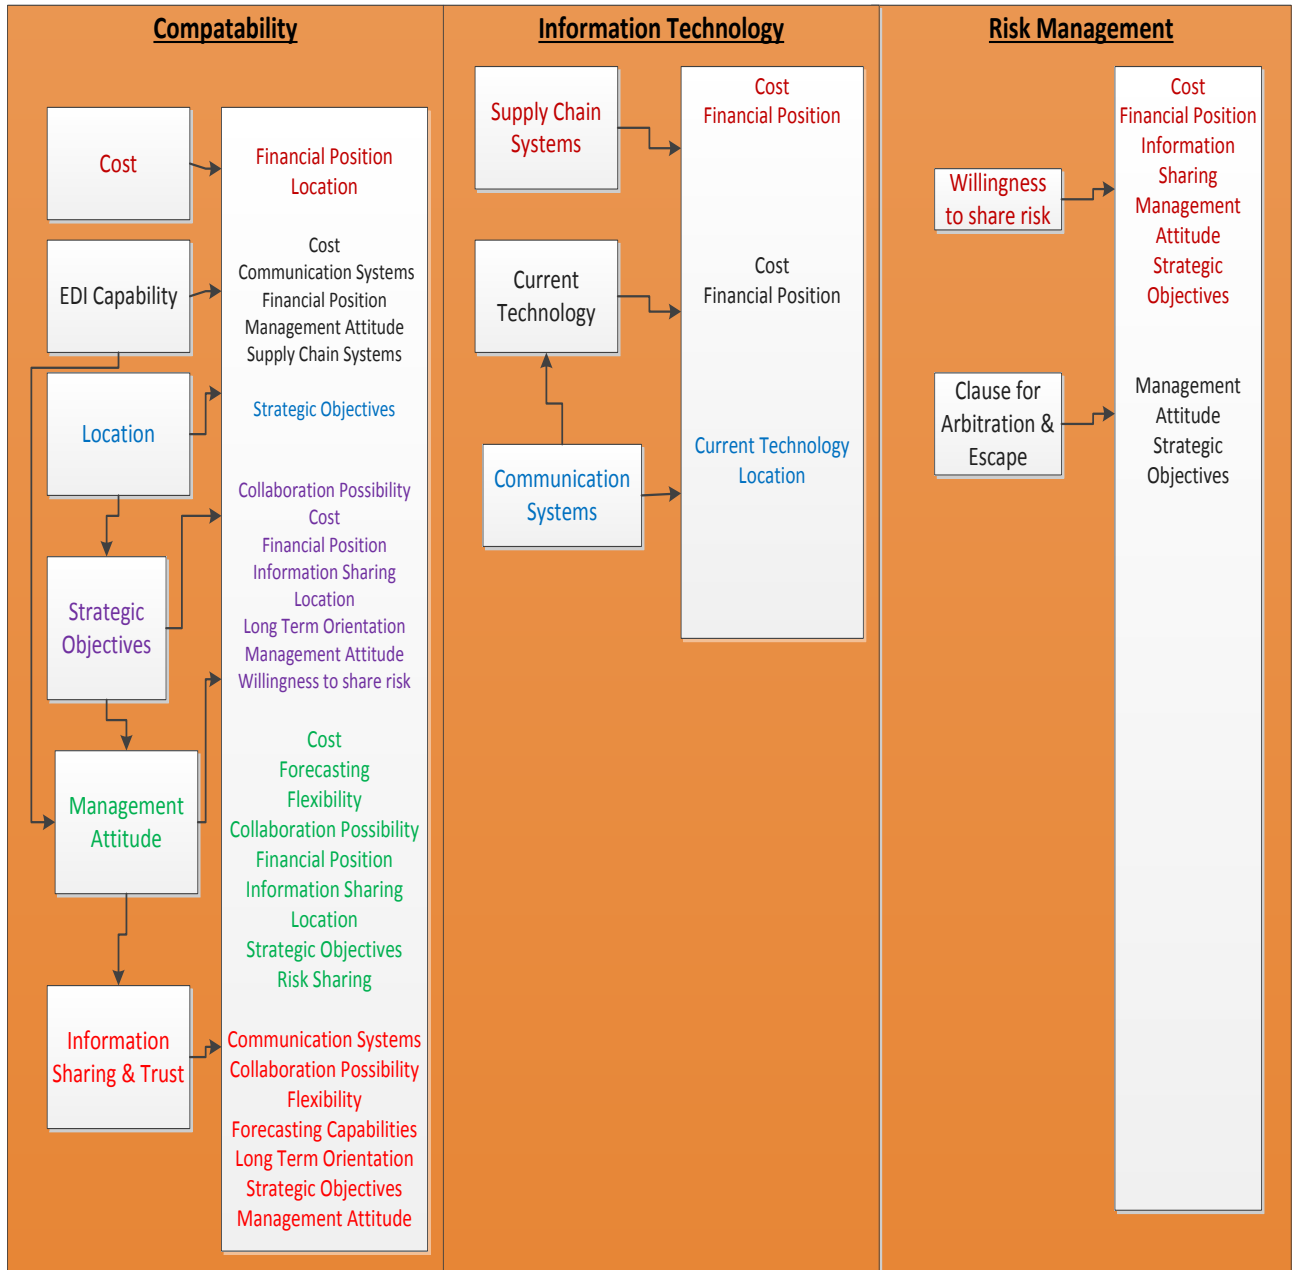 Compatability
Cost
Financial Position
Location
EDI Capability
Cost
Communication Systems
Financial Position
Management Attitude
Supply Chain Systems
Location
Strategic Objectives
Strategic
Objectives
Collaboration Possibility
Cost
Financial Position
Information Sharing
Location
Long Term Orientation
Management Attitude
Willingness to share risk
Management
Attitude
Cost
Forecasting
Flexibility
Collaboration Possibility
Financial Position
Information Sharing
Location
Strategic Objectives
Risk Sharing
Information
Sharing & Trust
Communication Systems
Collaboration Possibility
Flexibility
Forecasting Capabilities
Long Term Orientation
Strategic Objectives
Management Attitude
Information Technology
Supply Chain
Systems
Cost
Financial Position
Current
Technology
Cost
Financial Position
Communication
Systems
Current Technology
Location
Risk Management
Willingness
to share risk
Cost
Financial Position
Information
Sharing
Management
Attitude
Strategic
Objectives
Clause for
Arbitration &
Escape
Management
Attitude
Strategic
Objectives